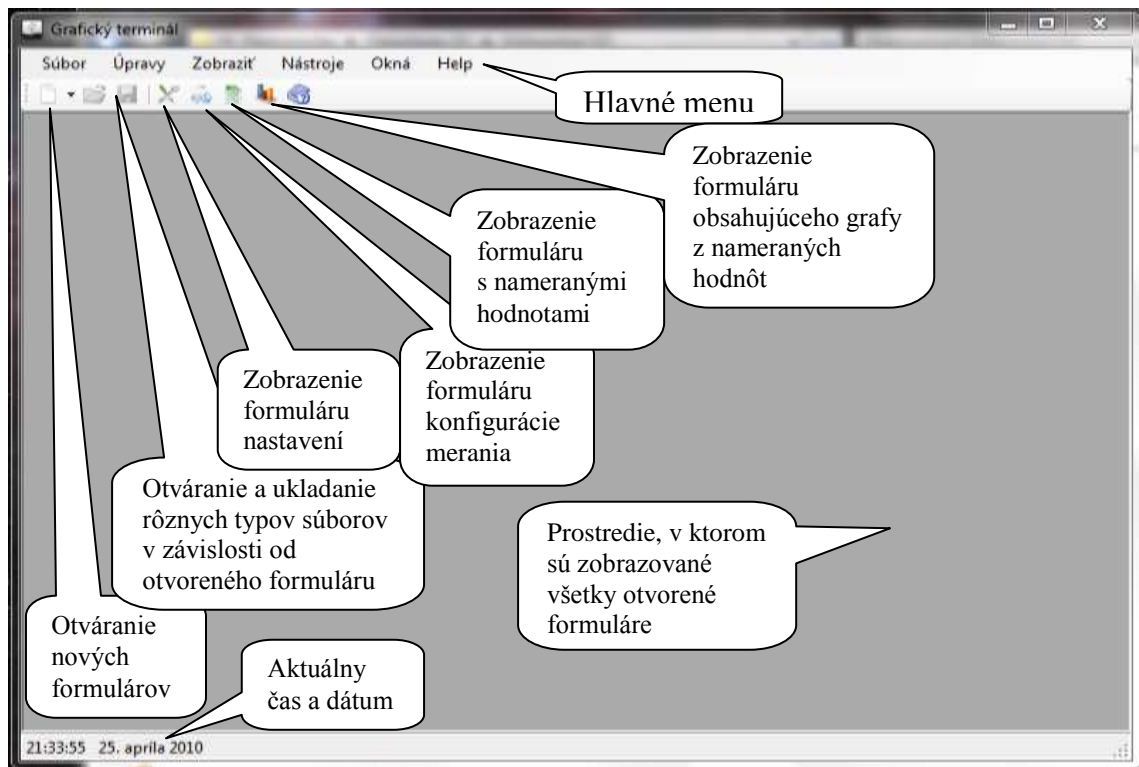 Grafický terminál
Súbor Úpravy Zobraziť Nástroje Okná Help
Hlavné menu
Zobrazenie
formuláru
obsahujúceho grafy
z nameraných
hodnôt
Zobrazenie
formuláru
s nameranými
hodnotami
Zobrazenie
formuláru
konfigurácie
merania
Zobrazenie
formuláru
nastavení
Otváranie a ukladanie
rôznych typov súborov
v závislosti od
otvoreného formuláru
Prostredie, v ktorom
sú zobrazované
všetky otvorené
formuláre
Otváranie
nových
formulárov
Aktuálny
čas a dátum
21:33:55 25. apríla 2010